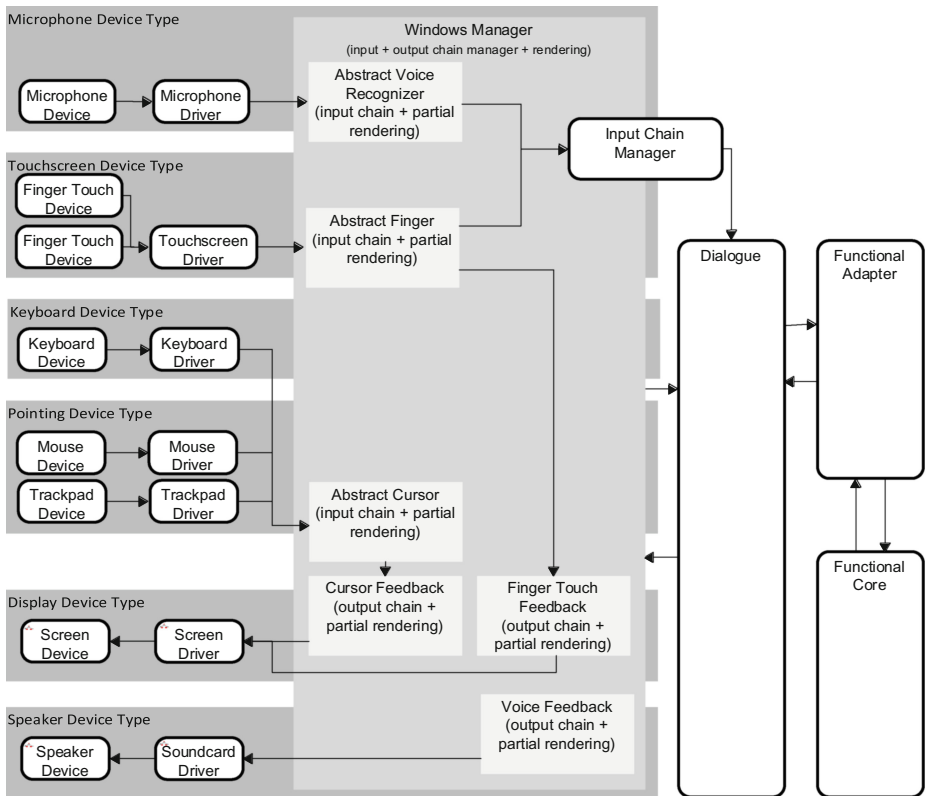 Microphone Device Type
Windows Manager
(input + output chain manager + rendering)
Microphone
Device
Microphone
Driver
Abstract Voice
Recognizer
(input chain + partial
rendering)
Input Chain
Manager
Touchscreen Device Type
Finger Touch
Device
Finger Touch
Device
Touchscreen
Driver
Abstract Finger
(input chain + partial
rendering)
Dialogue
Functional
Adapter
Keyboard Device Type
Keyboard
Device
Keyboard
Driver
Pointing Device Type
Mouse
Device
Mouse
Driver
Trackpad
Device
Trackpad
Driver
Abstract Cursor
(input chain + partial
rendering)
Functional
Core
Display Device Type
Screen
Device
Screen
Driver
Cursor Feedback
(output chain +
partial rendering)
Finger Touch
Feedback
(output chain +
partial rendering)
Speaker Device Type
Speaker
Device
Soundcard
Driver
Voice Feedback
(output chain +
partial rendering)